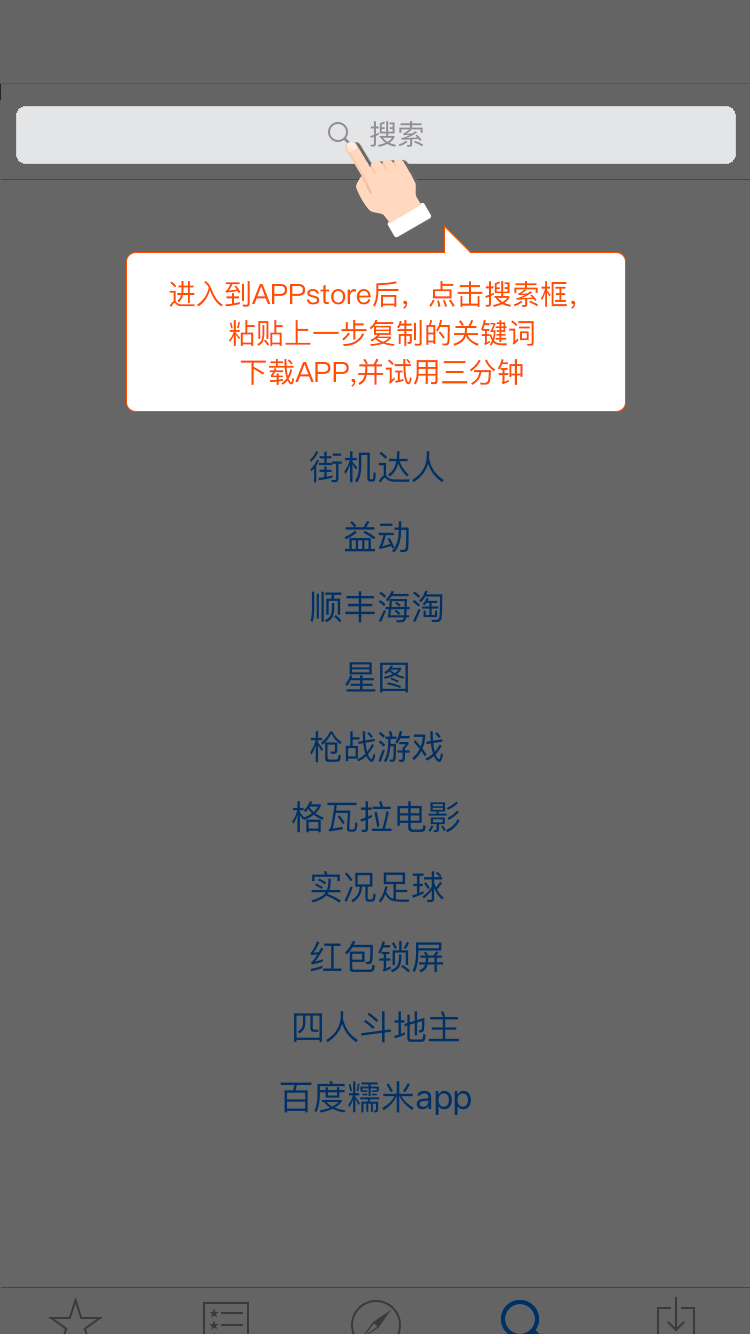 搜索
进入到APPstore后，点击搜索框，
粘贴上一步复制的关键词
下载APP,并试用三分钟
街机达人
益动
顺丰海淘
星图
枪战游戏
格瓦拉电影
实况足球
红包锁屏
四人斗地主
百度糯米app